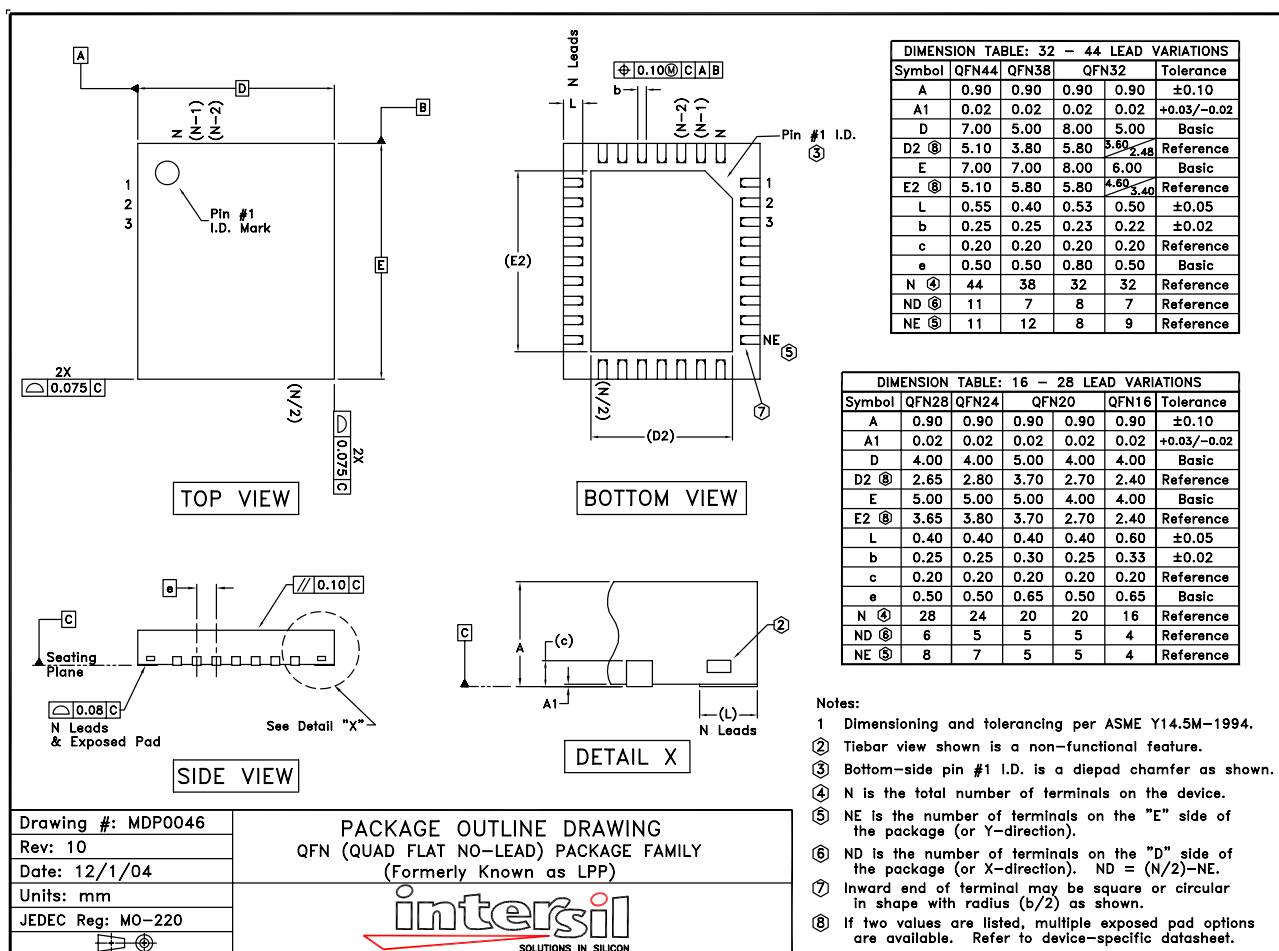 A
D
B
N
(N-1)
(N-2)
1
2
3
Pin #1
I.D. Mark
E
2X
0.075 C
(N/2)
2X
0.075 C
TOP VIEW
N Leads
L
0.10 Ⓜ C A B
b
(N-2)
(N-1)
N
Pin #1 I.D.
3
1
2
3
(E2)
NE
5
(N/2)
7
(D2)
BOTTOM VIEW
DIMENSION TABLE: 32 - 44 LEAD VARIATIONS
Symbol QFN44 QFN38 QFN32 Tolerance
A 0.90 0.90 0.90 0.90 ±0.10
A1 0.02 0.02 0.02 0.02 +0.03/-0.02
D 7.00 5.00 8.00 5.00 Basic
D2 ⑧ 5.10 3.80 5.80 3.60 2.48 Reference
E 7.00 7.00 8.00 6.00 Basic
E2 ⑧ 5.10 5.80 5.80 4.60 3.40 Reference
L 0.55 0.40 0.53 0.50 ±0.05
b 0.25 0.25 0.23 0.22 ±0.02
c 0.20 0.20 0.20 0.20 Reference
e 0.50 0.50 0.80 0.50 Basic
N ④ 44 38 32 32 Reference
ND ⑥ 11 7 8 7 Reference
NE ⑤ 11 12 8 9 Reference
DIMENSION TABLE: 16 - 28 LEAD VARIATIONS
Symbol QFN28 QFN24 QFN20 QFN16 Tolerance
A 0.90 0.90 0.90 0.90 0.90 ±0.10
A1 0.02 0.02 0.02 0.02 0.02 +0.03/-0.02
D 4.00 4.00 5.00 4.00 4.00 Basic
D2 ⑧ 2.65 2.80 3.70 2.70 2.40 Reference
E 5.00 5.00 5.00 4.00 4.00 Basic
E2 ⑧ 3.65 3.80 3.70 2.70 2.40 Reference
L 0.40 0.40 0.40 0.40 0.60 ±0.05
b 0.25 0.25 0.30 0.25 0.33 ±0.02
c 0.20 0.20 0.20 0.20 0.20 Reference
e 0.50 0.50 0.65 0.50 0.65 Basic
N ④ 28 24 20 20 16 Reference
ND ⑥ 6 5 5 5 4 Reference
NE ⑤ 8 7 5 5 4 Reference
e
// 0.10 C
C
Seating
Plane
0.08 C
N Leads
& Exposed Pad
See Detail "X"
SIDE VIEW
C
A
(c)
A1
2
(L)
N Leads
DETAIL X
Notes:
1 Dimensioning and tolerancing per ASME Y14.5M-1994.
② Tiebar view shown is a non-functional feature.
③ Bottom-side pin #1 I.D. is a diepad chamfer as shown.
④ N is the total number of terminals on the device.
⑤ NE is the number of terminals on the "E" side of
the package (or Y-direction).
⑥ ND is the number of terminals on the "D" side of
the package (or X-direction). ND = (N/2)-NE.
⑦ Inward end of terminal may be square or circular
in shape with radius (b/2) as shown.
⑧ If two values are listed, multiple exposed pad options
are available. Refer to device-specific datasheet.
Drawing #: MDP0046
Rev: 10
Date: 12/1/04
Units: mm
JEDEC Reg: MO-220
PACKAGE OUTLINE DRAWING
QFN (QUAD FLAT NO-LEAD) PACKAGE FAMILY
(Formerly Known as LPP)
intersil
SOLUTIONS IN SILICON